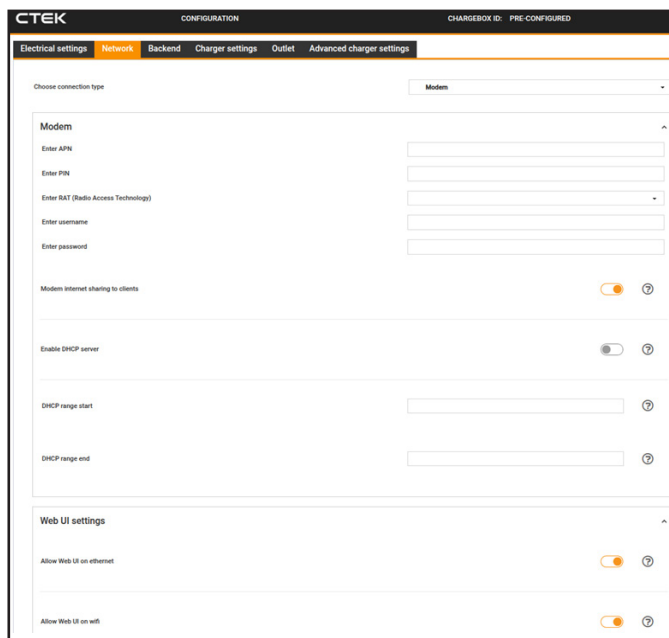 CTEK CONFIGURATION CHARGEBOX ID: PRE-CONFIGURED
Electrical settings Network Backend Charger settings Outlet Advanced charger settings
Choose connection type Modem
Modem
Enter APN
Enter PIN
Enter RAT (Radio Access Technology)
Enter username
Enter password
Modem internet sharing to clients ?
Enable DHCP server ?
DHCP range start ?
DHCP range end ?
Web UI settings
Allow Web UI on ethernet ?
Allow Web UI on wifi ?